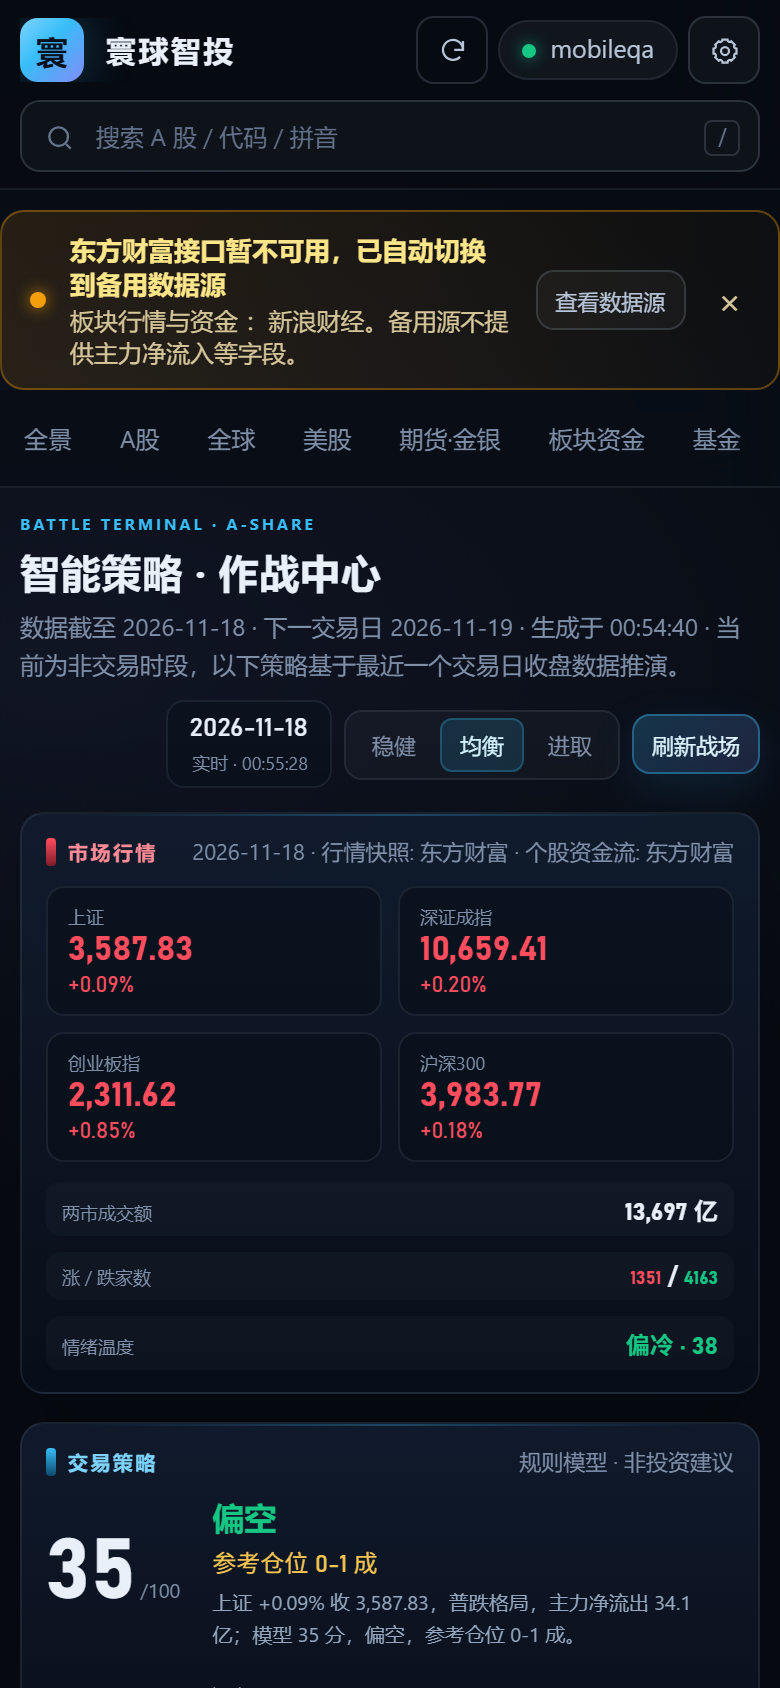 寰 寰球智投 mobileqa
搜索 A 股 / 代码 / 拼音 /
东方财富接口暂不可用，已自动切换
到备用数据源
板块行情与资金 ： 新浪财经。备用源不提
供主力净流入等字段。
查看数据源 ×
全景 A股 全球 美股 期货·金银 板块资金 基金
BATTLE TERMINAL · A-SHARE
智能策略 · 作战中心
数据截至 2026-11-18 · 下一交易日 2026-11-19 · 生成于 00:54:40 · 当
前为非交易时段，以下策略基于最近一个交易日收盘数据推演。
2026-11-18
实时 · 00:55:28
稳健 均衡 进取 刷新战场
市场行情 2026-11-18 · 行情快照: 东方财富 · 个股资金流: 东方财富
上证
3,587.83
+0.09%
深证成指
10,659.41
+0.20%
创业板指
2,311.62
+0.85%
沪深300
3,983.77
+0.18%
两市成交额 13,697 亿
涨 / 跌家数 1351 / 4163
情绪温度 偏冷 · 38
交易策略 规则模型 · 非投资建议
35 /100
偏空
参考仓位 0-1 成
上证 +0.09% 收 3,587.83，普跌格局，主力净流出 34.1
亿；模型 35 分，偏空，参考仓位 0-1 成。